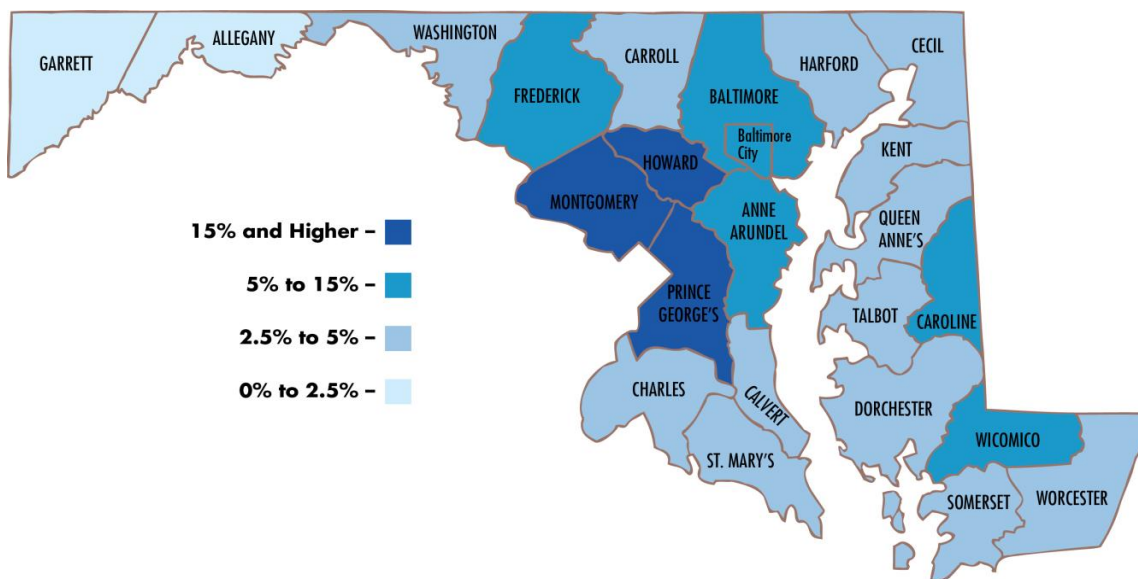 GARRETT
ALLEGANY
WASHINGTON
FREDERICK
CARROLL
BALTIMORE
Baltimore
City
HARFORD
CECIL
KENT
HOWARD
MONTGOMERY
ANNE
ARUNDEL
QUEEN
ANNE'S
PRINCE
GEORGE'S
TALBOT
CAROLINE
CHARLES
CALVERT
ST. MARY'S
DORCHESTER
WICOMICO
SOMERSET
WORCESTER
15% and Higher –
5% to 15% –
2.5% to 5% –
0% to 2.5% –